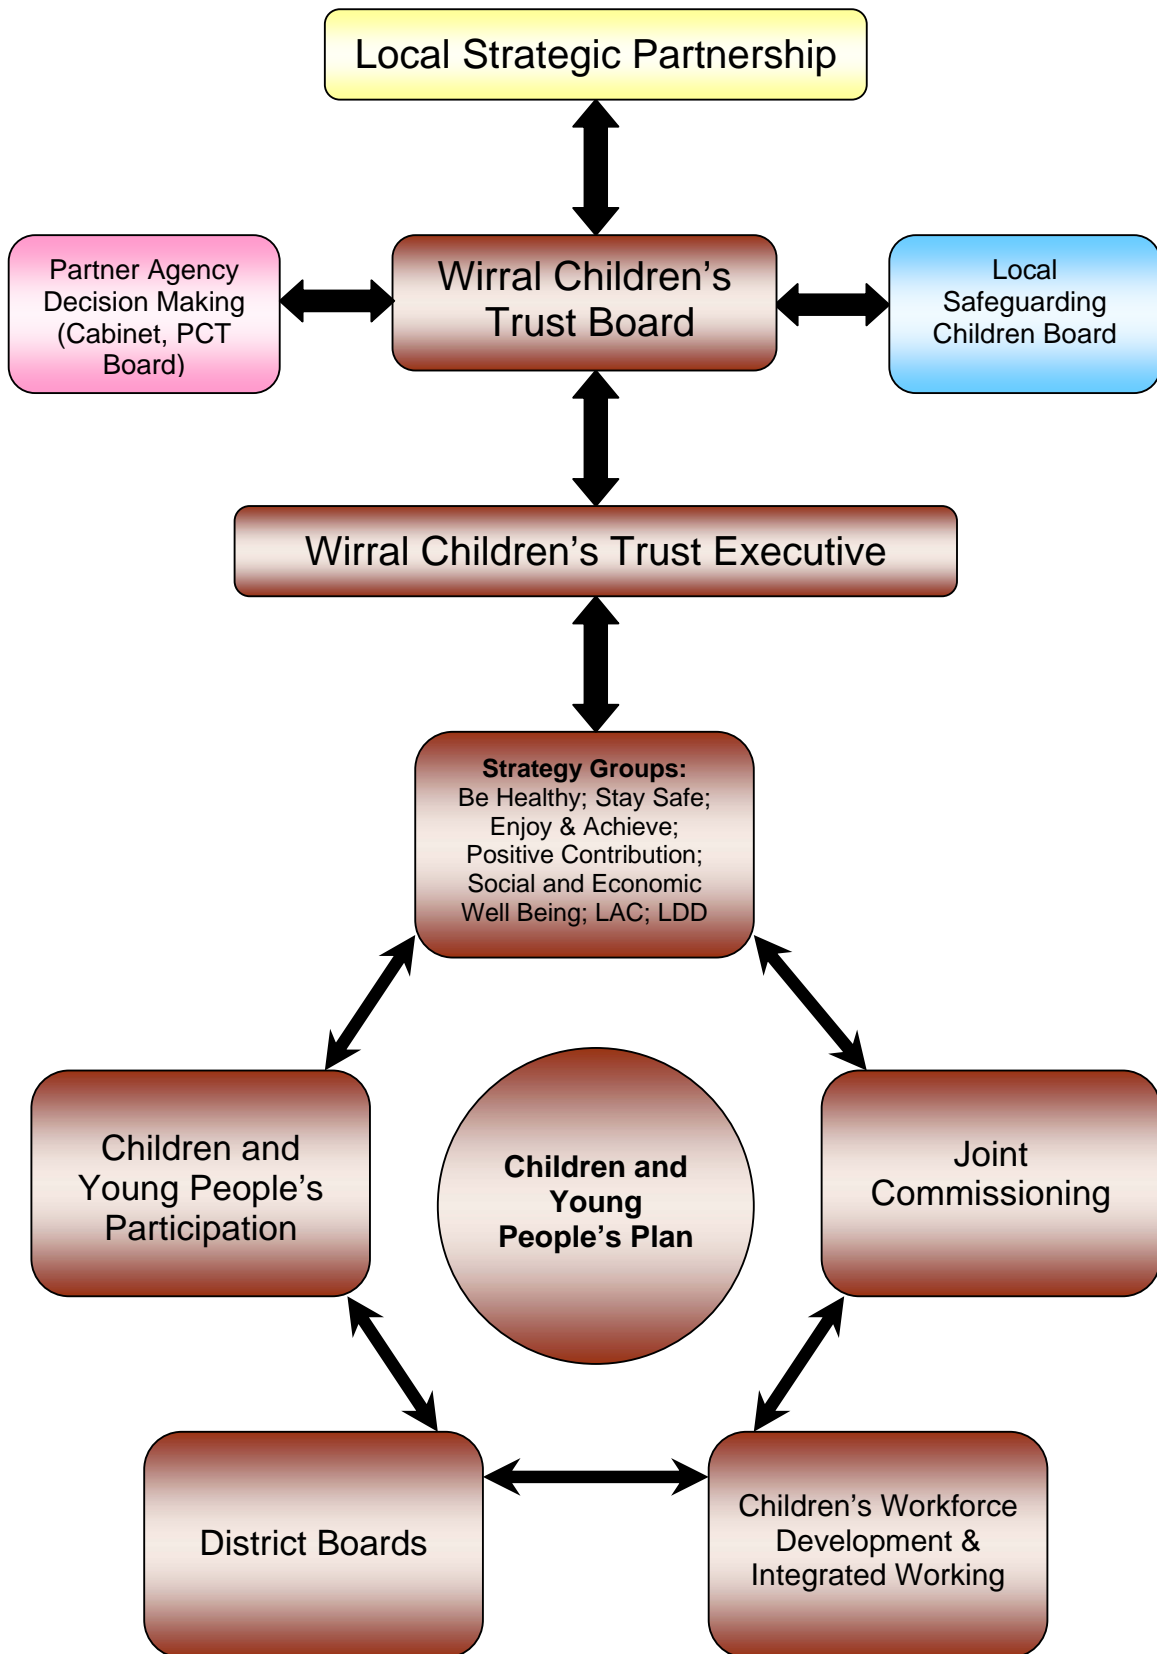 Local Strategic Partnership
Partner Agency
Decision Making
(Cabinet, PCT
Board)
Wirral Children’s
Trust Board
Local
Safeguarding
Children Board
Wirral Children’s Trust Executive
Strategy Groups:
Be Healthy; Stay Safe;
Enjoy & Achieve;
Positive Contribution;
Social and Economic
Well Being; LAC; LDD
Children and
Young People’s
Participation
Children and
Young
People’s Plan
Joint
Commissioning
District Boards
Children’s Workforce
Development &
Integrated Working